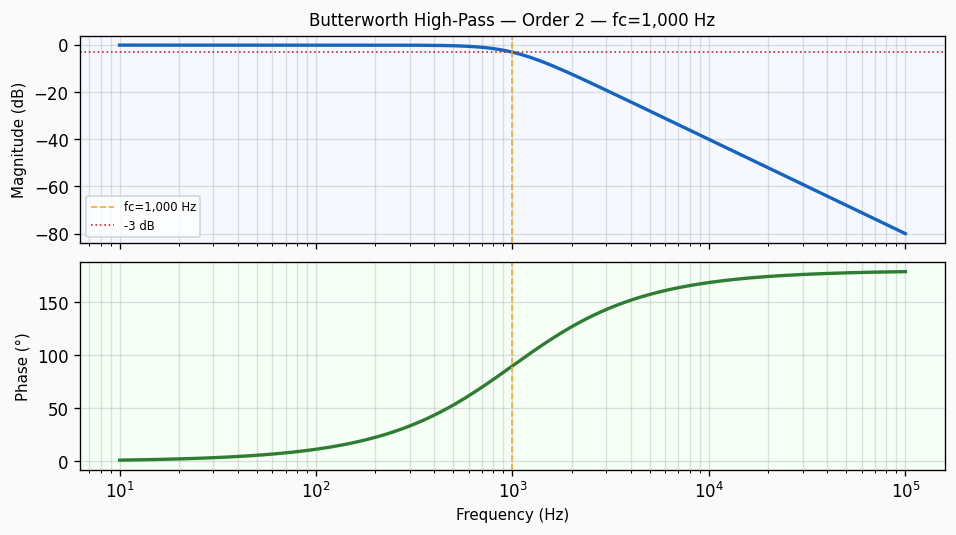 Butterworth High-Pass — Order 2 — fc=1,000 Hz
Magnitude (dB)
0
−20
−40
−60
−80
fc=1,000 Hz
-3 dB
Phase (°)
150
100
50
0
10¹ 10² 10³ 10⁴ 10⁵
Frequency (Hz)